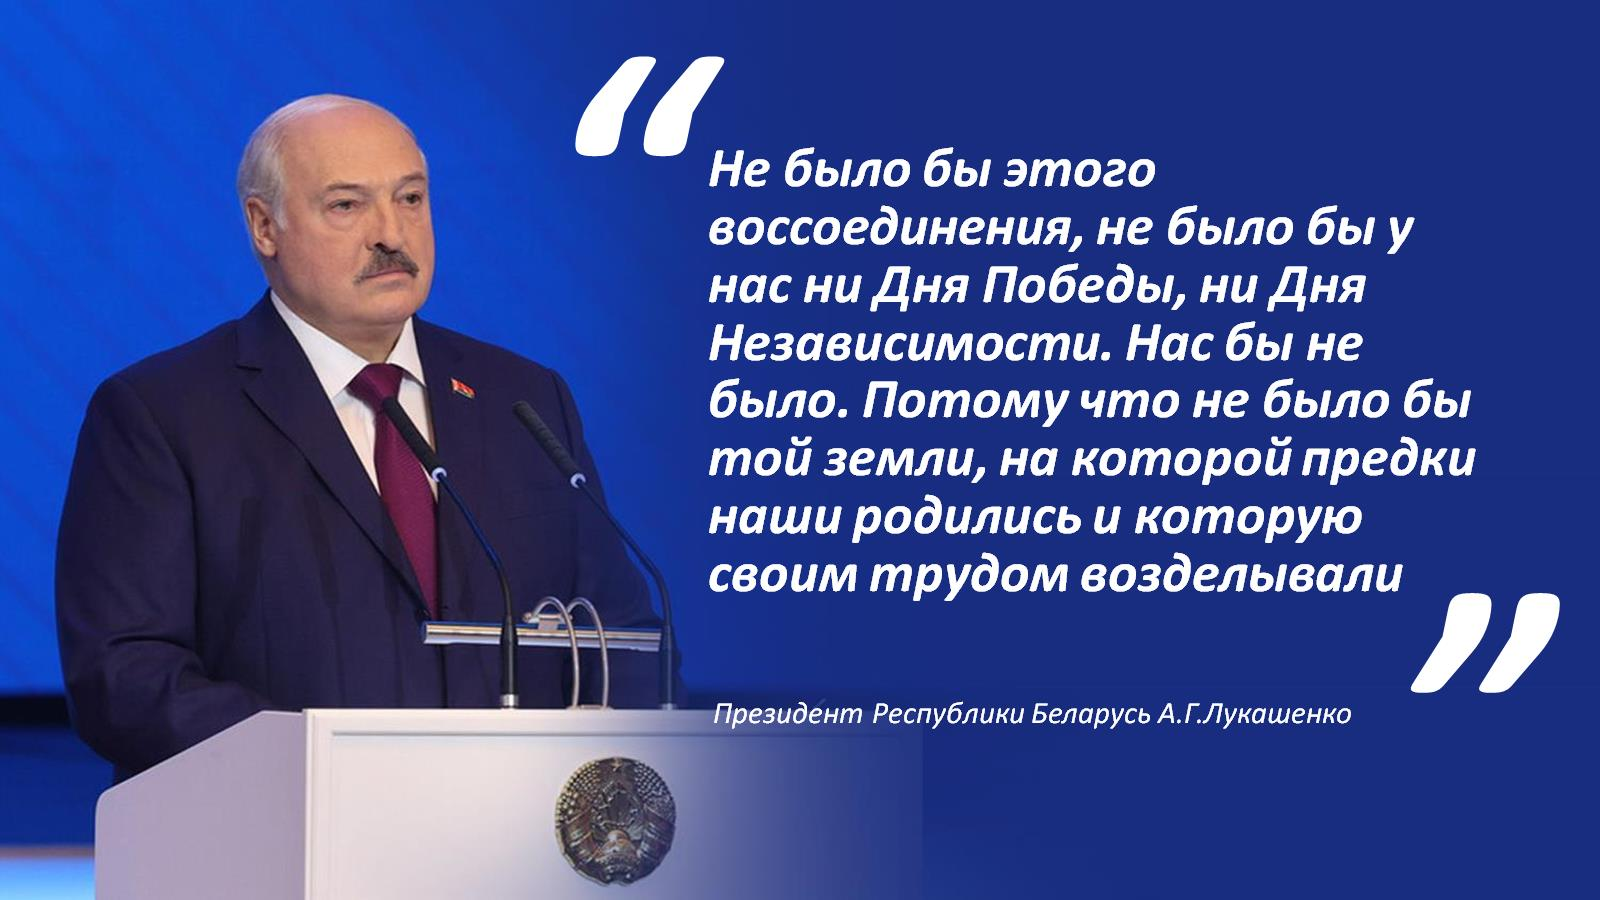 “
Не было бы этого
воссоединения, не было бы у
нас ни Дня Победы, ни Дня
Независимости. Нас бы не
было. Потому что не было бы
той земли, на которой предки
наши родились и которую
своим трудом возделывали
”
Президент Республики Беларусь А.Г.Лукашенко